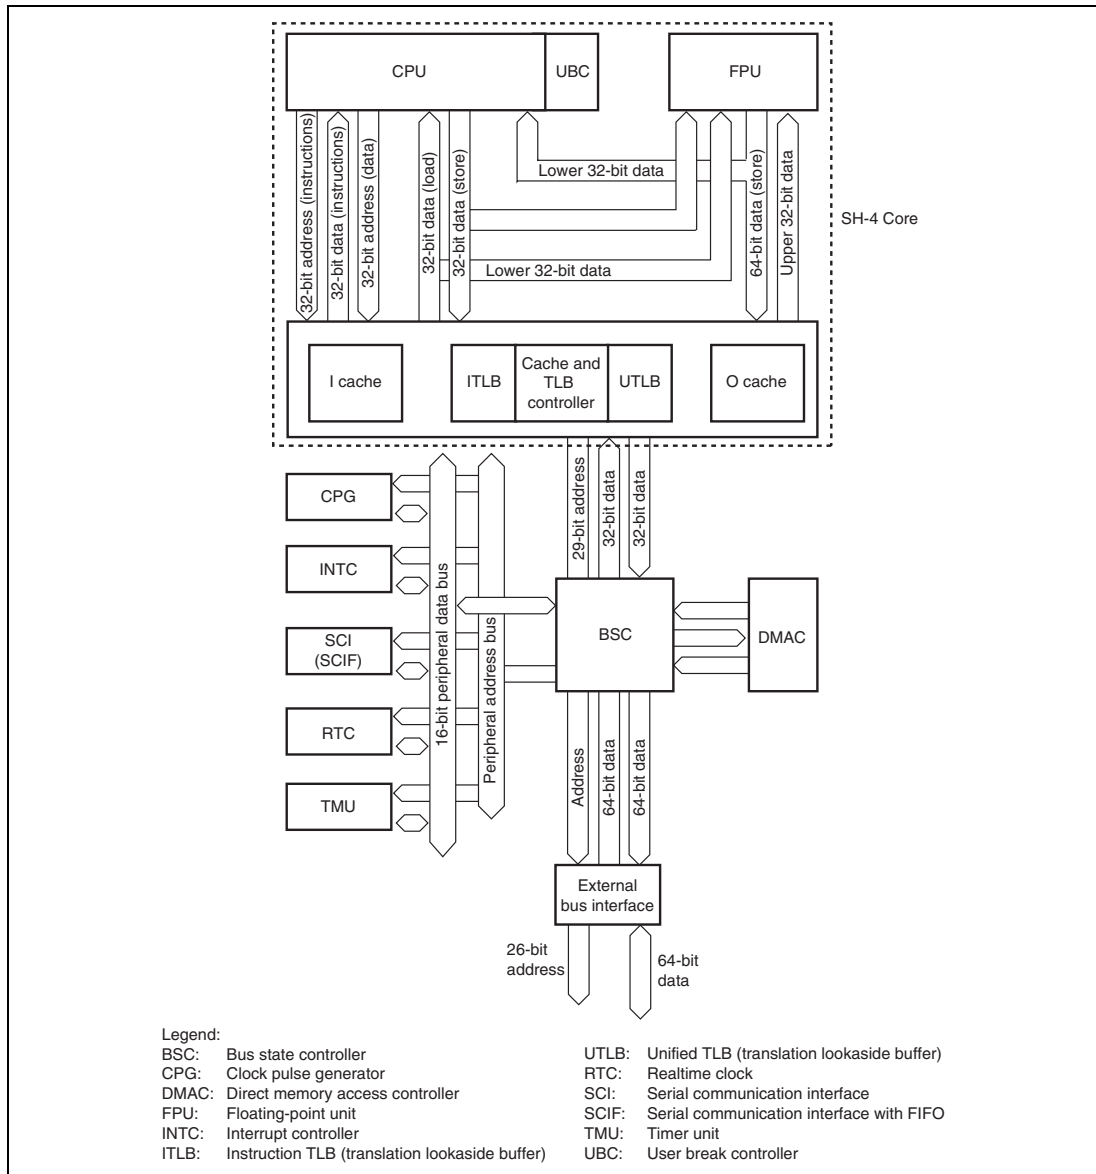 CPU
UBC
FPU
32-bit address (instructions)
32-bit data (instructions)
32-bit address (data)
32-bit data (load)
32-bit data (store)
Lower 32-bit data
Lower 32-bit data
64-bit data (store)
Upper 32-bit data
SH-4 Core
I cache
ITLB
Cache and
TLB
controller
UTLB
O cache
29-bit address
32-bit data
32-bit data
CPG
INTC
SCI
(SCIF)
RTC
TMU
16-bit peripheral data bus
Peripheral address bus
BSC
DMAC
Address
64-bit data
64-bit data
External
bus interface
26-bit
address
64-bit
data
Legend:
BSC: Bus state controller
CPG: Clock pulse generator
DMAC: Direct memory access controller
FPU: Floating-point unit
INTC: Interrupt controller
ITLB: Instruction TLB (translation lookaside buffer)
UTLB: Unified TLB (translation lookaside buffer)
RTC: Realtime clock
SCI: Serial communication interface
SCIF: Serial communication interface with FIFO
TMU: Timer unit
UBC: User break controller